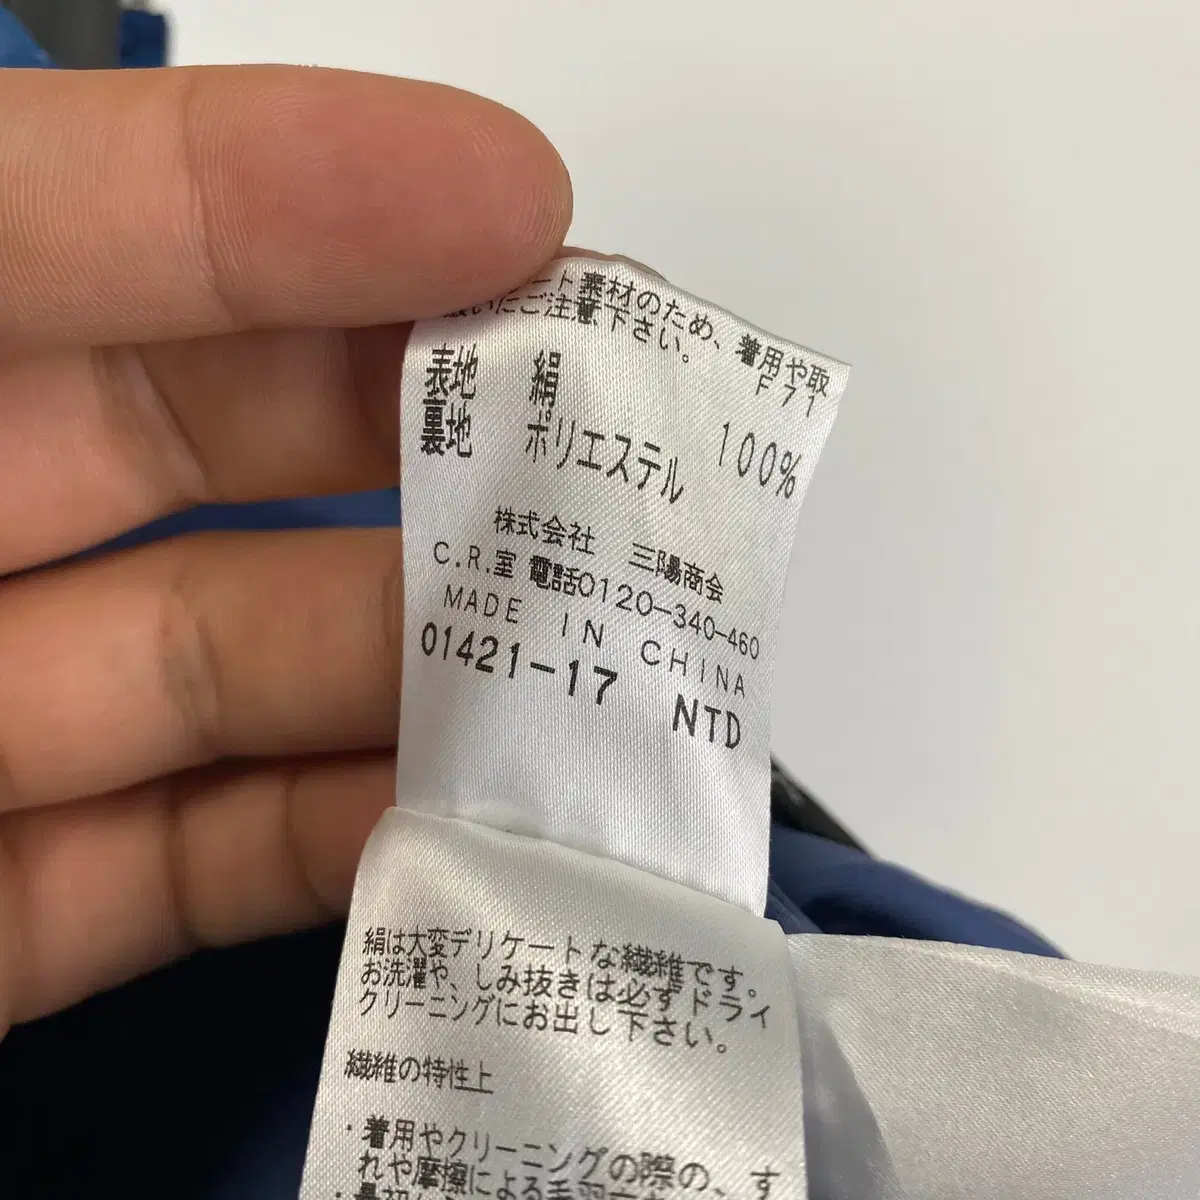 ート素材のため、着用や取
扱いにご注意下さい。
F71
表地 絹
裏地 ポリエステル 100%
株式会社 三陽商会
C.R.室 電話0120-340-460
MADE IN CHINA
01421-17 NTD
絹は大変デリケートな繊維です。
お洗濯や、しみ抜きは必ずドライ
クリーニングにお出し下さい。
繊維の特性上
・着用やクリーニングの際の、す
れや摩擦による毛羽